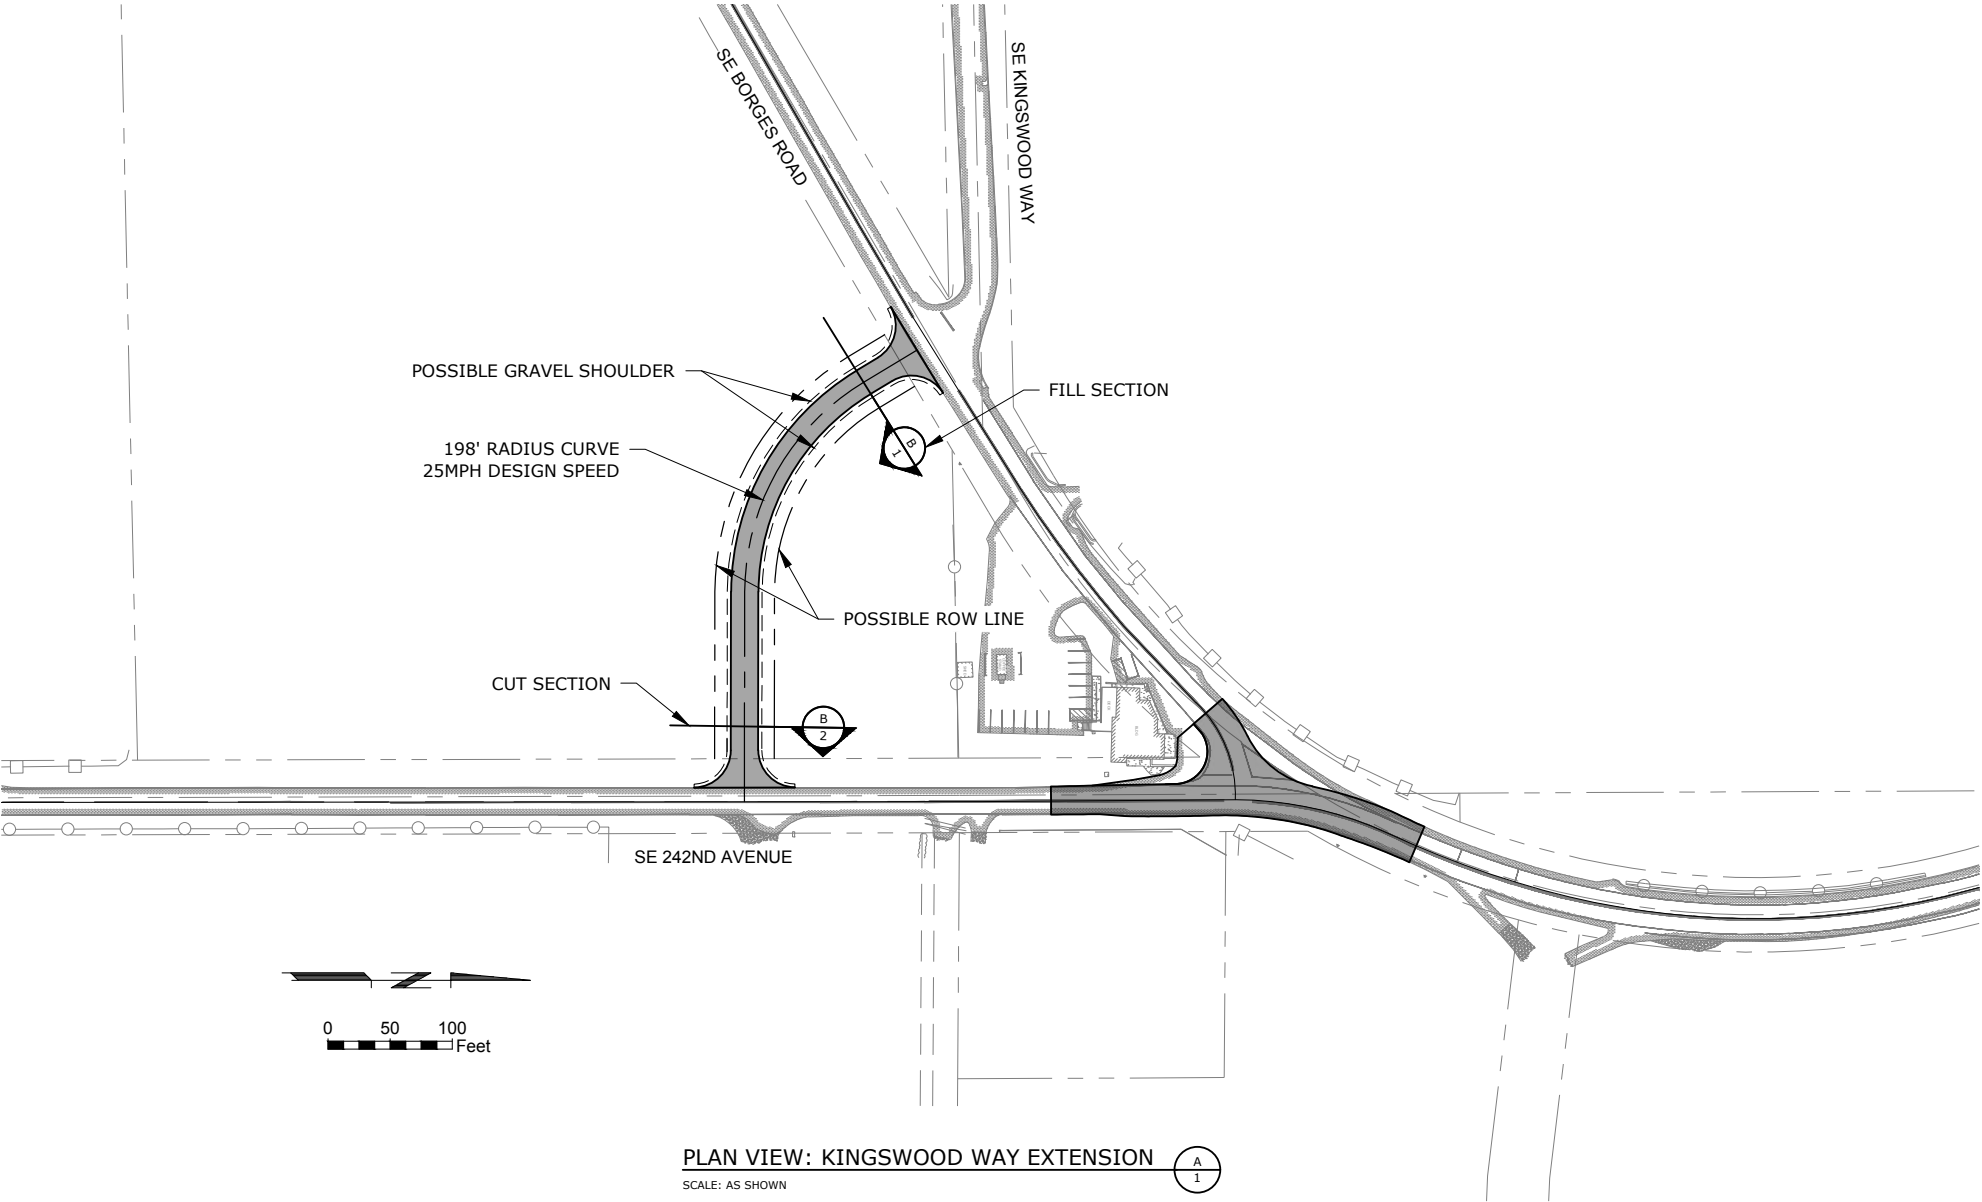 SE BORGES ROAD
SE KINGSWOOD WAY
POSSIBLE GRAVEL SHOULDER
FILL SECTION
B
1
198' RADIUS CURVE
25MPH DESIGN SPEED
POSSIBLE ROW LINE
CUT SECTION
B
2
SE 242ND AVENUE
Z
0 50 100
Feet
PLAN VIEW: KINGSWOOD WAY EXTENSION
A
1
SCALE: AS SHOWN